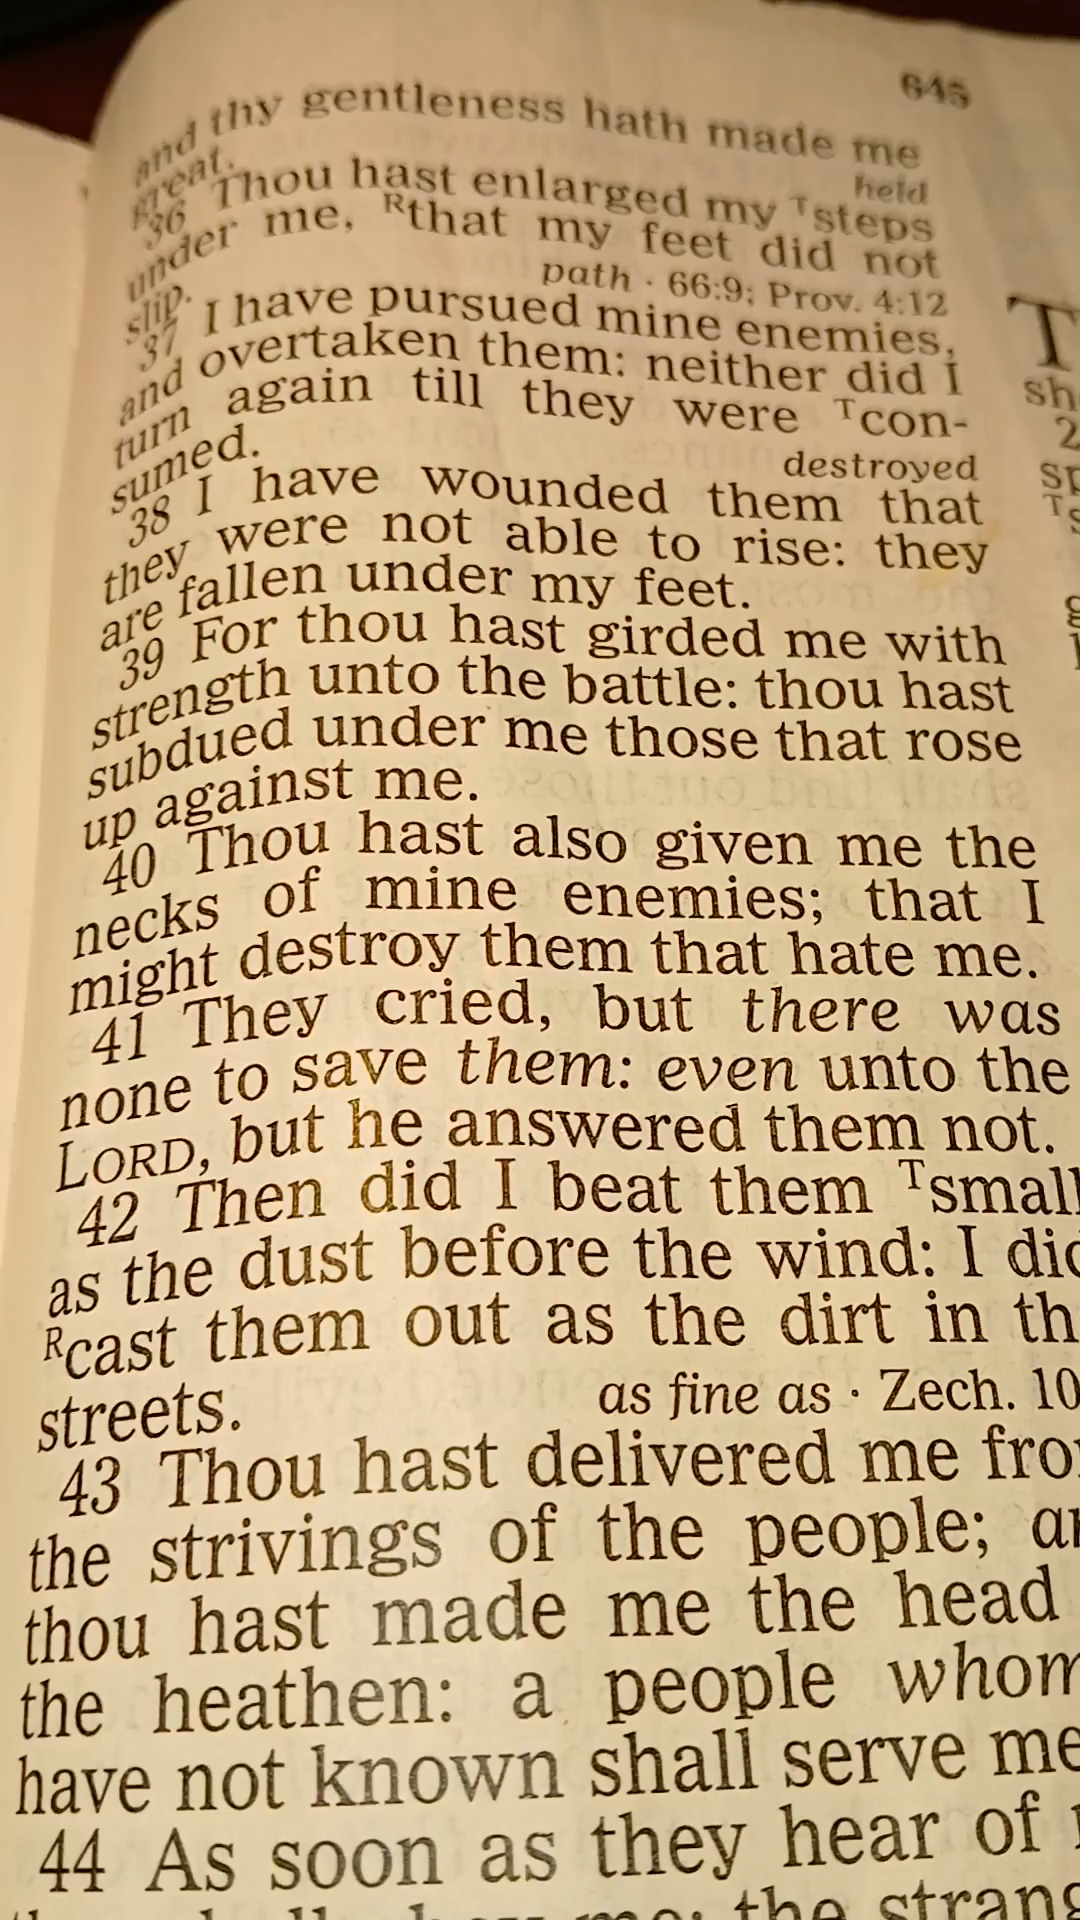 645
and thy gentleness hath made me
great.
held
36 Thou hast enlarged my ᵀsteps
under me, ᴿthat my feet did not
slip.
path · 66:9; Prov. 4:12
37 I have pursued mine enemies,
and overtaken them: neither did I
turn again till they were ᵀcon-
sumed.
destroyed
38 I have wounded them that
they were not able to rise: they
are fallen under my feet.
39 For thou hast girded me with
strength unto the battle: thou hast
subdued under me those that rose
up against me.
40 Thou hast also given me the
necks of mine enemies; that I
might destroy them that hate me.
41 They cried, but there was
none to save them: even unto the
LORD, but he answered them not.
42 Then did I beat them ᵀsmall
as the dust before the wind: I did
ᴿcast them out as the dirt in th
streets.
as fine as · Zech. 10
43 Thou hast delivered me fro
the strivings of the people; an
thou hast made me the head
the heathen: a people whom
have not known shall serve me
44 As soon as they hear of
me: the strang
T
sh
2
sp
ᵀs
g